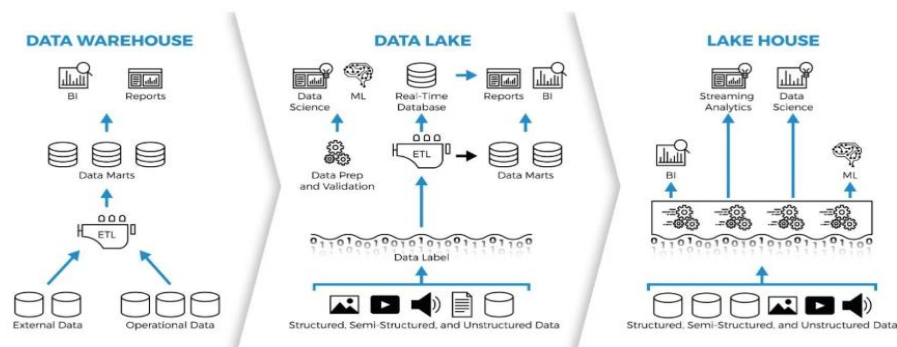 DATA WAREHOUSE
BI
Reports
Data Marts
ETL
External Data
Operational Data
DATA LAKE
Data
Science
ML
Real-Time
Database
Reports
BI
Data Prep
and Validation
ETL
Data Marts
Data Label
Structured, Semi-Structured, and Unstructured Data
LAKE HOUSE
Streaming
Analytics
Data
Science
BI
ML
Structured, Semi-Structured, and Unstructured Data